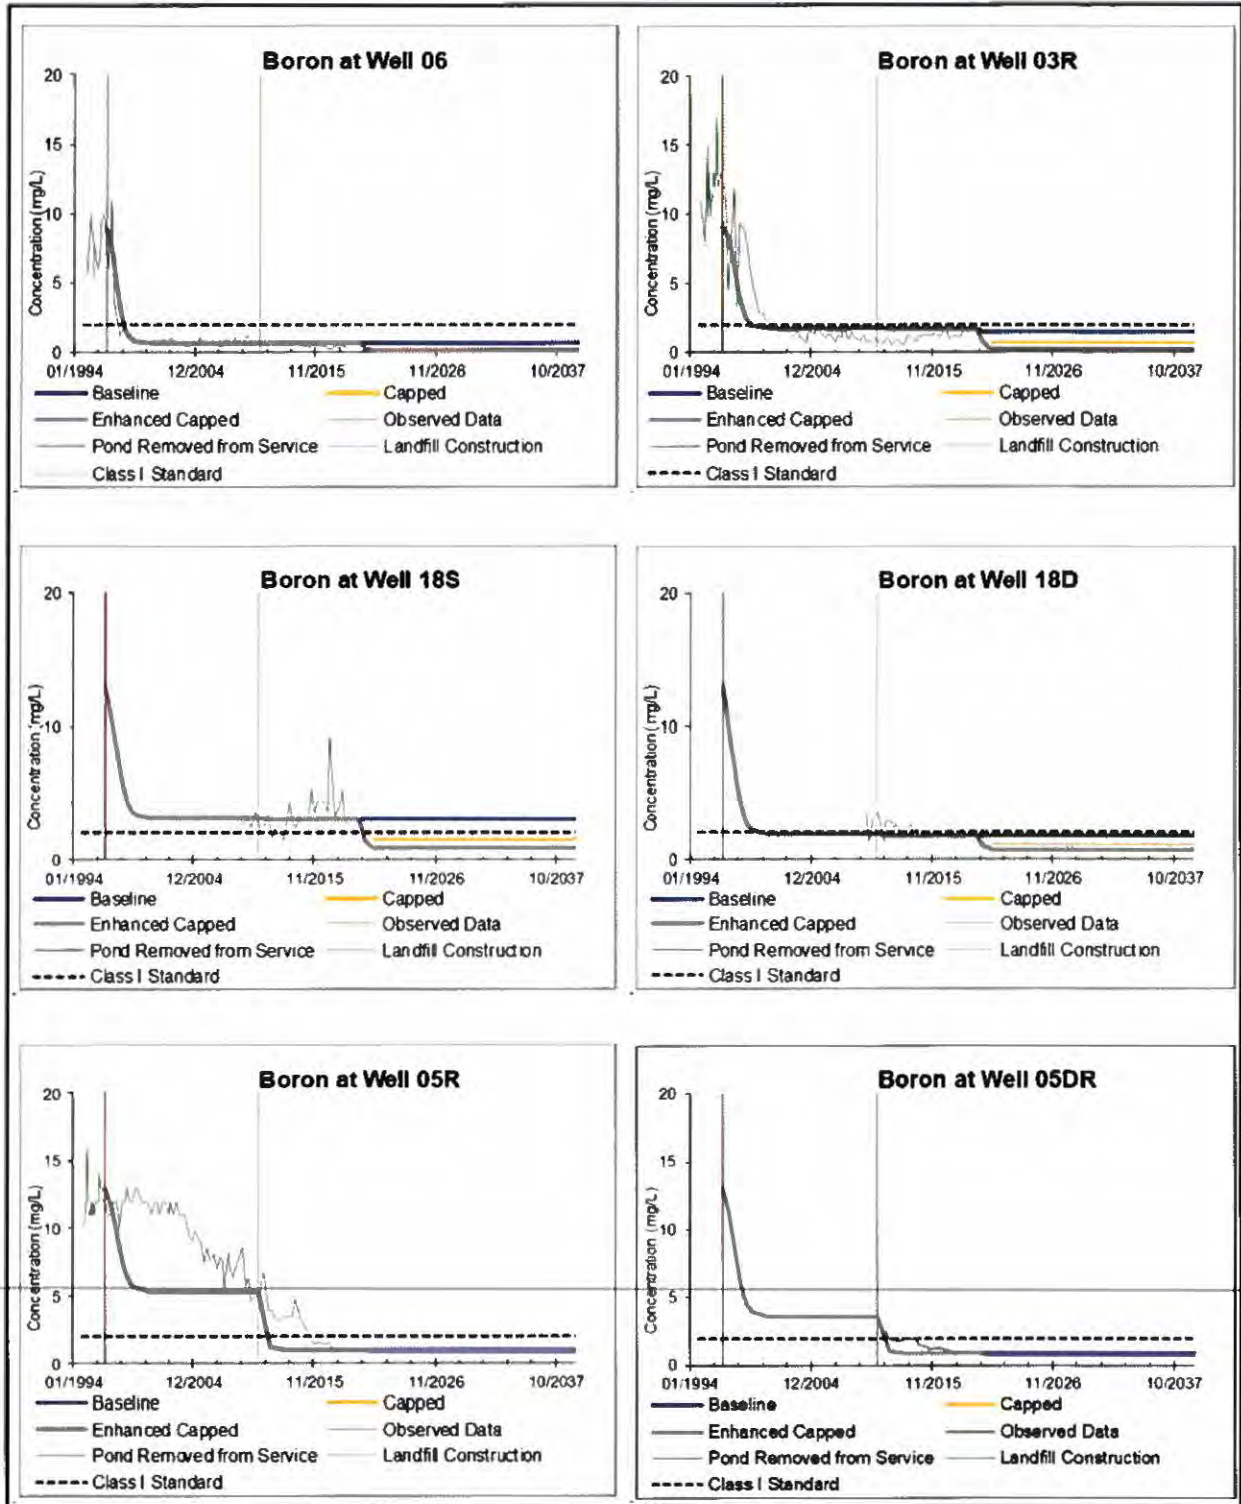 Boron at Well 06
Concentration (mg/L)
20
15
10
5
0
01/1994 12/2004 11/2015 11/2026 10/2037
Baseline Capped
Enhanced Capped Observed Data
Pond Removed from Service Landfill Construction
Class I Standard
Boron at Well 03R
Concentration (mg/L)
20
15
10
5
0
01/1994 12/2004 11/2015 11/2026 10/2037
Baseline Capped
Enhanced Capped Observed Data
Pond Removed from Service Landfill Construction
Class I Standard
Boron at Well 18S
Concentration (mg/L)
20
10
0
01/1994 12/2004 11/2015 11/2026 10/2037
Baseline Capped
Enhanced Capped Observed Data
Pond Removed from Service Landfill Construction
Class I Standard
Boron at Well 18D
Concentration (mg/L)
20
10
0
01/1994 12/2004 11/2015 11/2026 10/2037
Baseline Capped
Enhanced Capped Observed Data
Pond Removed from Service Landfill Construction
Class I Standard
Boron at Well 05R
Concentration (mg/L)
20
15
10
5
0
01/1994 12/2004 11/2015 11/2026 10/2037
Baseline Capped
Enhanced Capped Observed Data
Pond Removed from Service Landfill Construction
Class I Standard
Boron at Well 05DR
Concentration (mg/L)
20
15
10
5
0
01/1994 12/2004 11/2015 11/2026 10/2037
Baseline Capped
Enhanced Capped Observed Data
Pond Removed from Service Landfill Construction
Class I Standard